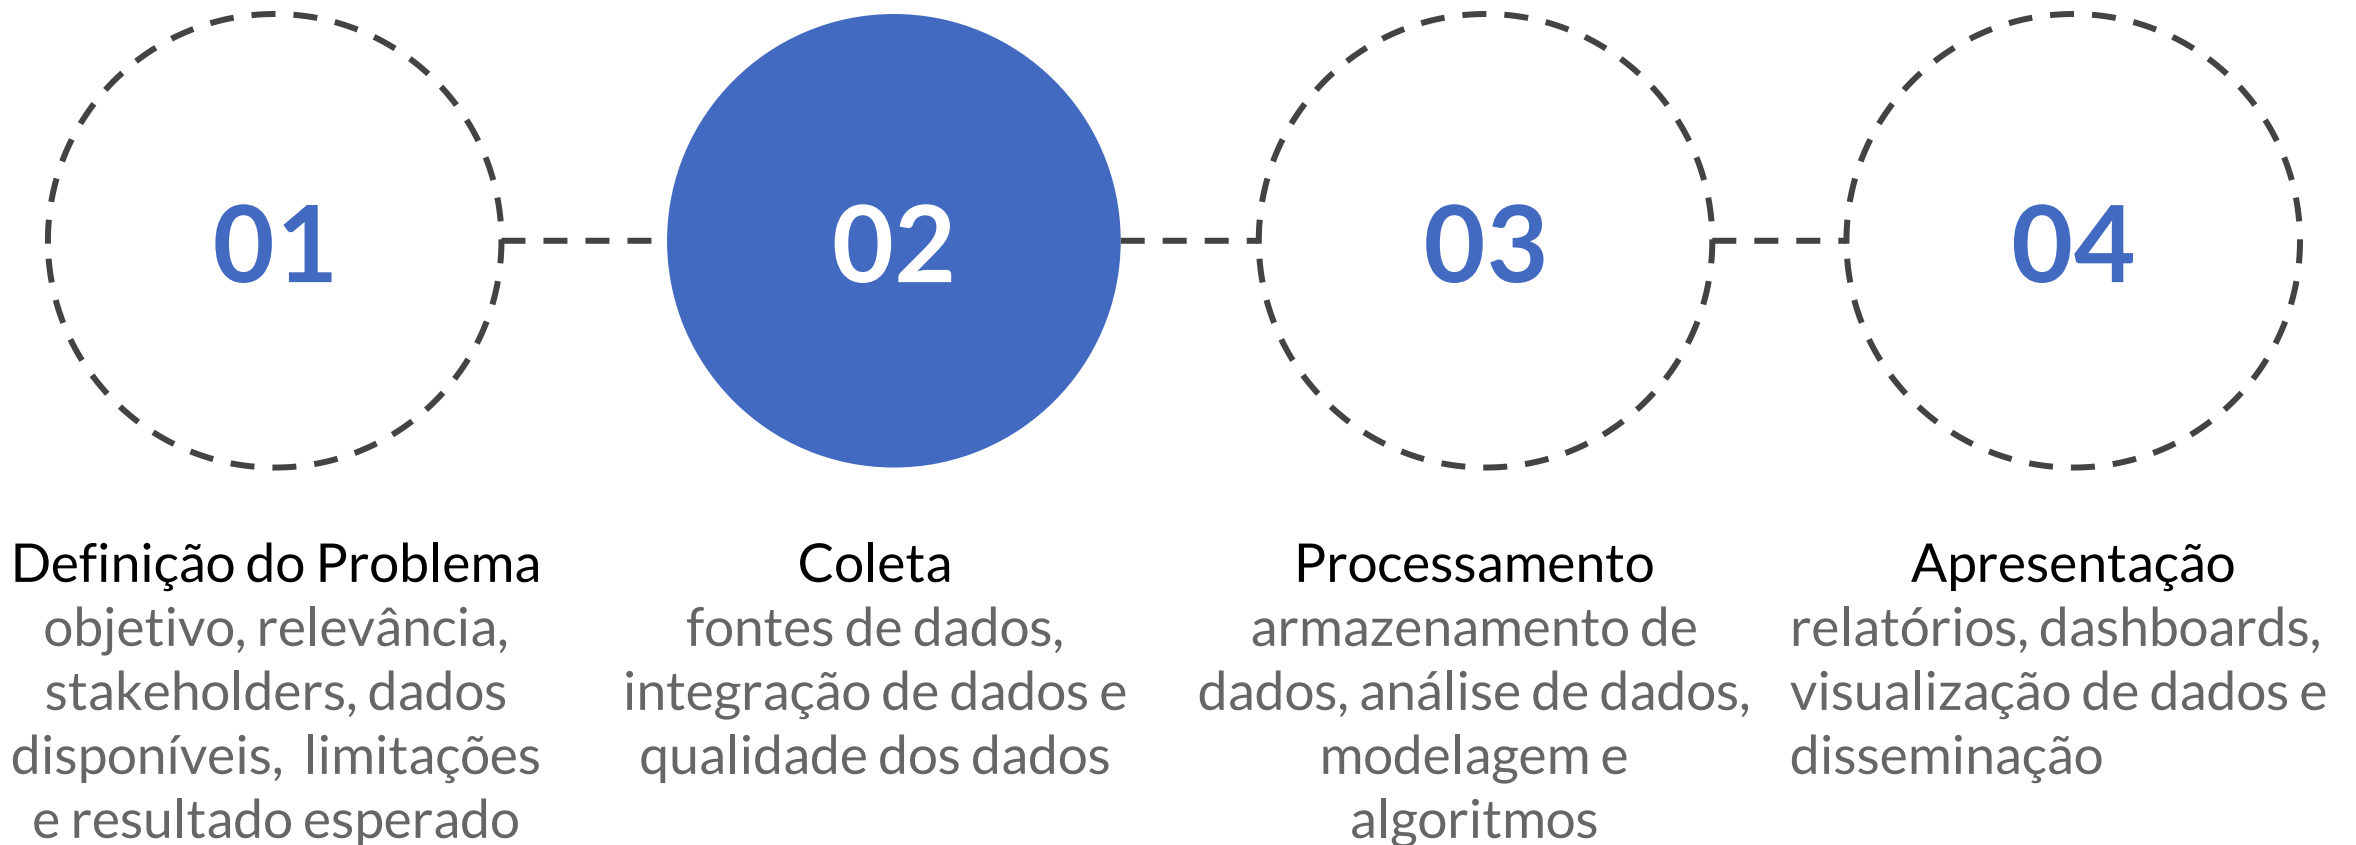 01
02
03
04
Definição do Problema
objetivo, relevância,
stakeholders, dados
disponíveis, limitações
e resultado esperado
Coleta
fontes de dados,
integração de dados e
qualidade dos dados
Processamento
armazenamento de
dados, análise de dados,
modelagem e
algoritmos
Apresentação
relatórios, dashboards,
visualização de dados e
disseminação